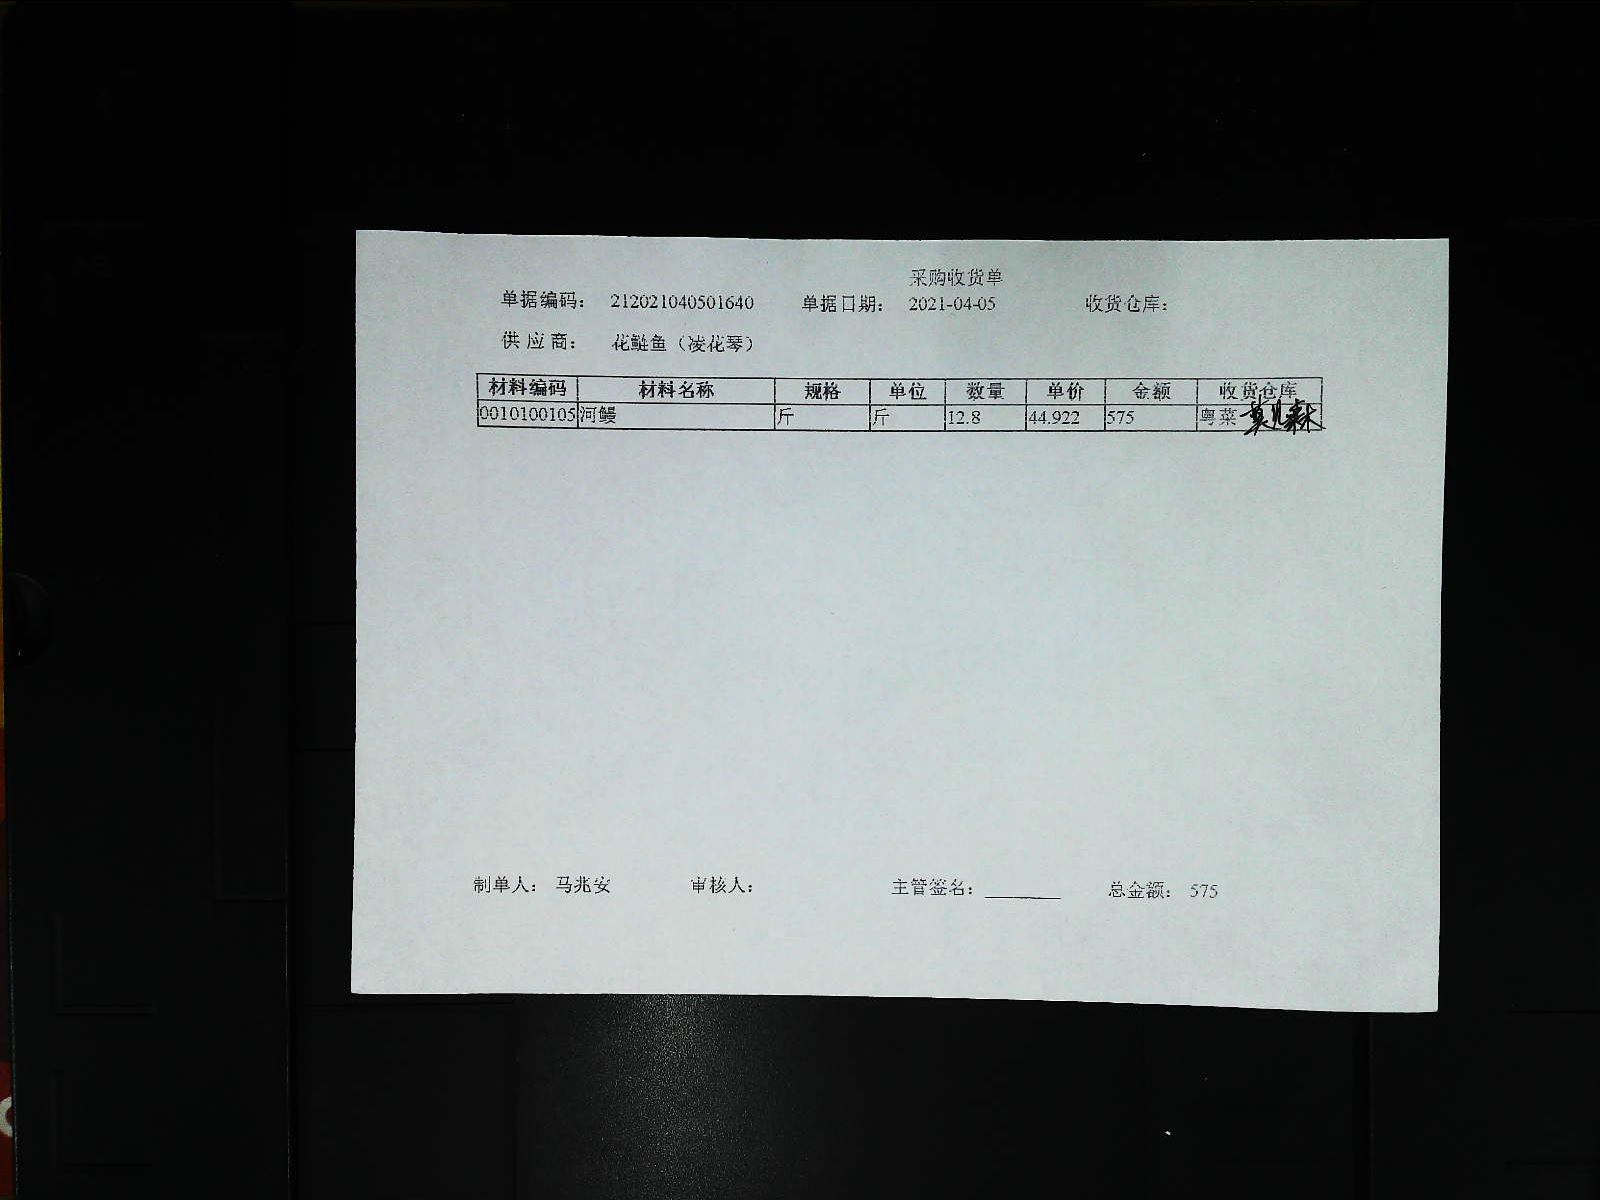 采购收货单
单据编码： 212021040501640 单据日期： 2021-04-05 收货仓库：
供 应 商： 花鲢鱼（凌花琴）
材料编码 材料名称 规格 单位 数量 单价 金额 收货仓库
0010100105 河鳗 斤 斤 12.8 44.922 575 粤菜
制单人： 马兆安 审核人： 主管签名： ________ 总金额： 575